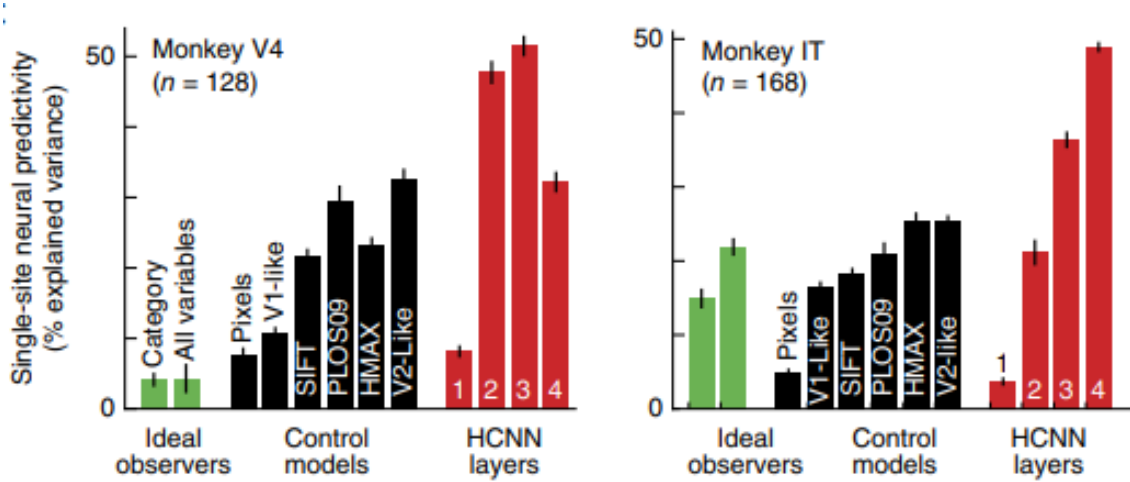 Single-site neural predictivity
(% explained variance)
50
0
Monkey V4
(n = 128)
Category
All variables
Pixels
V1-like
SIFT
PLOS09
HMAX
V2-Like
1
2
3
4
Ideal
observers
Control
models
HCNN
layers
50
0
Monkey IT
(n = 168)
Pixels
V1-Like
SIFT
PLOS09
HMAX
V2-like
1
2
3
4
Ideal
observers
Control
models
HCNN
layers